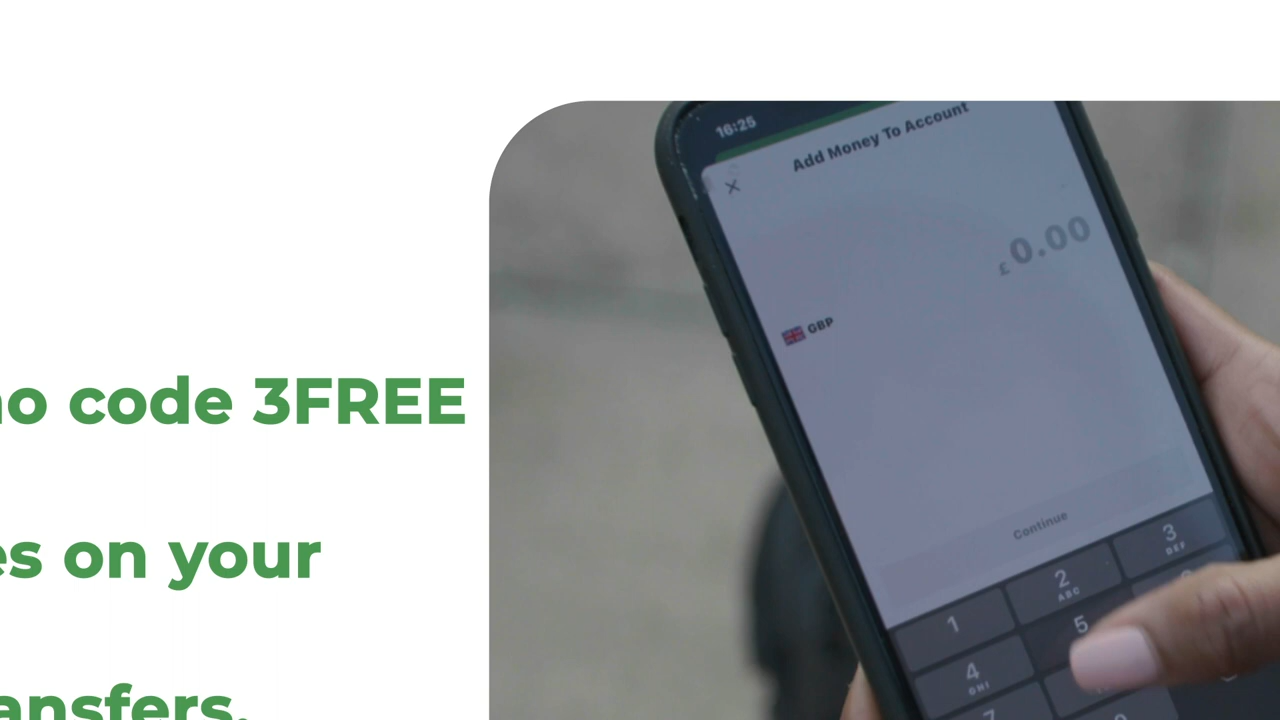 16:25
Add Money To Account
£0.00
GBP
no code 3FREE
es on your
ansfers.
Continue
1
2
ABC
3
DEF
4
GHI
5
7